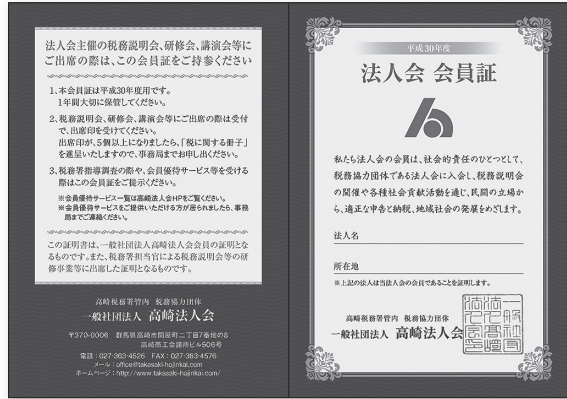 法人会主催の税務説明会、研修会、講演会等に
ご出席の際は、この会員証をご持参ください
1、本会員証は平成30年度用です。
1年間大切に保管してください。
2、税務説明会、研修会、講演会等にご出席の際は受付
で、出席印を受けてください。
出席印が、5個以上になりましたら、「税に関する冊子」
を進呈いたしますので、事務局までお申し出ください。
3、税務署指導調査の際や、会員優待サービス等を受ける
際はこの会員証をご提示ください。
※会員優待サービス一覧は高崎法人会HPをご覧ください。
※会員優待サービスをご提供いただける方が居られましたら、事務
局までご連絡ください。
この証明書は、一般社団法人高崎法人会会員の証明とな
るものです。また、税務署担当官による税務説明会等の研
修事業等に出席した証明となるものです。
高崎税務署管内 税務協力団体
一般社団法人 高崎法人会
〒370-0006 群馬県高崎市問屋町二丁目7番地の8
高崎商工会議所ビル506号
電話:027-363-4526 FAX:027-363-4576
メール:office@takasaki-hojinkai.com/
ホームページ:http://www.takasaki-hojinkai.com/
平成30年度
法人会 会員証
私たち法人会の会員は、社会的責任のひとつとして、
税務協力団体である法人会に入会し、税務説明会
の開催や各種社会貢献活動を通じ、民間の立場か
ら、適正な申告と納税、地域社会の発展をめざします。
法人名
所在地
※上記の法人は当法人会の会員であることを証明します。
高崎税務署管内 税務協力団体
一般社団法人 高崎法人会